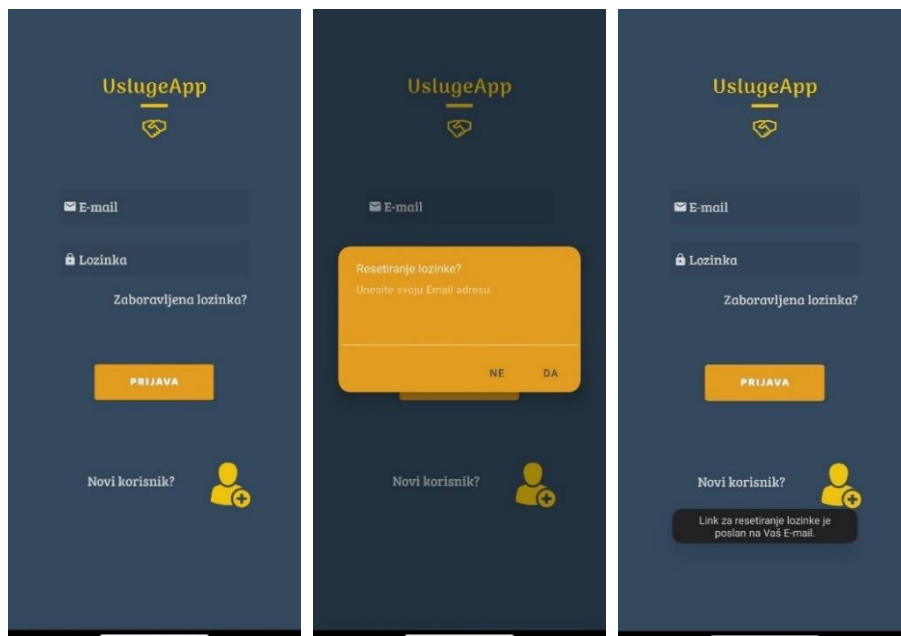 UslugeApp
E-mail
Lozinka
Zaboravljena lozinka?
PRIJAVA
Novi korisnik?
UslugeApp
E-mail
Resetiranje lozinke?
Unesite svoju Email adresu.
NE DA
Novi korisnik?
UslugeApp
E-mail
Lozinka
Zaboravljena lozinka?
PRIJAVA
Novi korisnik?
Link za resetiranje lozinke je
poslan na Vaš E-mail.